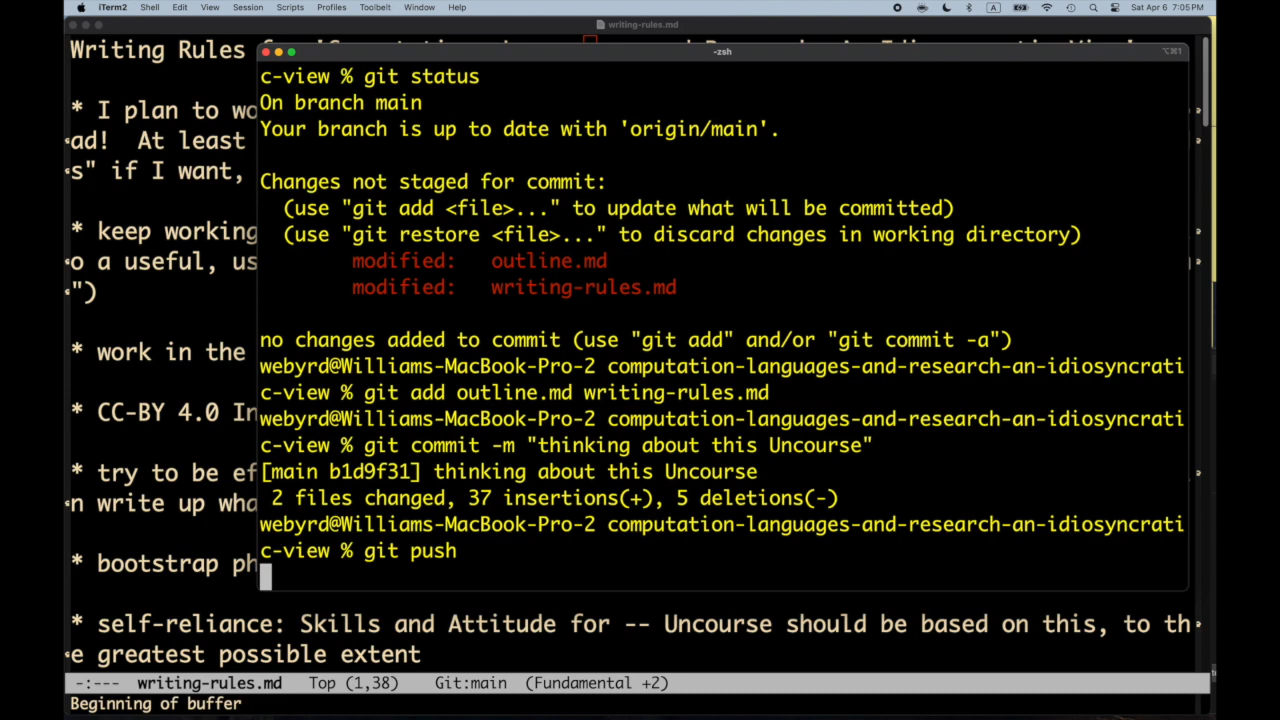 iTerm2 Shell Edit View Session Scripts Profiles Toolbelt Window Help A Sat Apr 6 7:05 PM
writing-rules.md
Writing Rules
-zsh ⌥⌘1
c-view % git status
On branch main
* I plan to wo
Your branch is up to date with 'origin/main'.
ad! At least
s" if I want,
Changes not staged for commit:
(use "git add <file>..." to update what will be committed)
* keep working
(use "git restore <file>..." to discard changes in working directory)
o a useful, us
modified: outline.md
")
modified: writing-rules.md
no changes added to commit (use "git add" and/or "git commit -a")
* work in the
webyrd@Williams-MacBook-Pro-2 computation-languages-and-research-an-idiosyncrati
c-view % git add outline.md writing-rules.md
* CC-BY 4.0 In
webyrd@Williams-MacBook-Pro-2 computation-languages-and-research-an-idiosyncrati
c-view % git commit -m "thinking about this Uncourse"
* try to be ef
[main b1d9f31] thinking about this Uncourse
n write up wha
2 files changed, 37 insertions(+), 5 deletions(-)
webyrd@Williams-MacBook-Pro-2 computation-languages-and-research-an-idiosyncrati
c-view % git push
* bootstrap ph
* self-reliance: Skills and Attitude for -- Uncourse should be based on this, to th
e greatest possible extent
-:--- writing-rules.md Top (1,38) Git:main (Fundamental +2)
Beginning of buffer